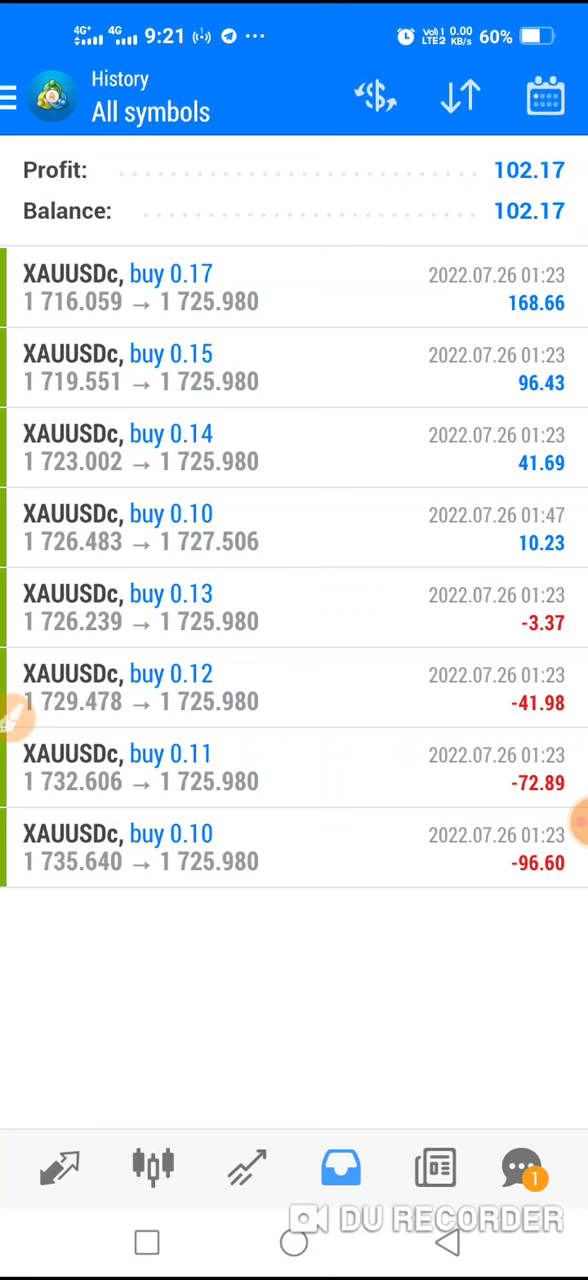 4G+ 4G 9:21 ... Vol) 1 0.00 60%
LTE2 KB/s
History
All symbols
Profit: 102.17
Balance: 102.17
XAUUSDc, buy 0.17 2022.07.26 01:23
1 716.059 → 1 725.980 168.66
XAUUSDc, buy 0.15 2022.07.26 01:23
1 719.551 → 1 725.980 96.43
XAUUSDc, buy 0.14 2022.07.26 01:23
1 723.002 → 1 725.980 41.69
XAUUSDc, buy 0.10 2022.07.26 01:47
1 726.483 → 1 727.506 10.23
XAUUSDc, buy 0.13 2022.07.26 01:23
1 726.239 → 1 725.980 -3.37
XAUUSDc, buy 0.12 2022.07.26 01:23
1 729.478 → 1 725.980 -41.98
XAUUSDc, buy 0.11 2022.07.26 01:23
1 732.606 → 1 725.980 -72.89
XAUUSDc, buy 0.10 2022.07.26 01:23
1 735.640 → 1 725.980 -96.60
1
DU RECORDER